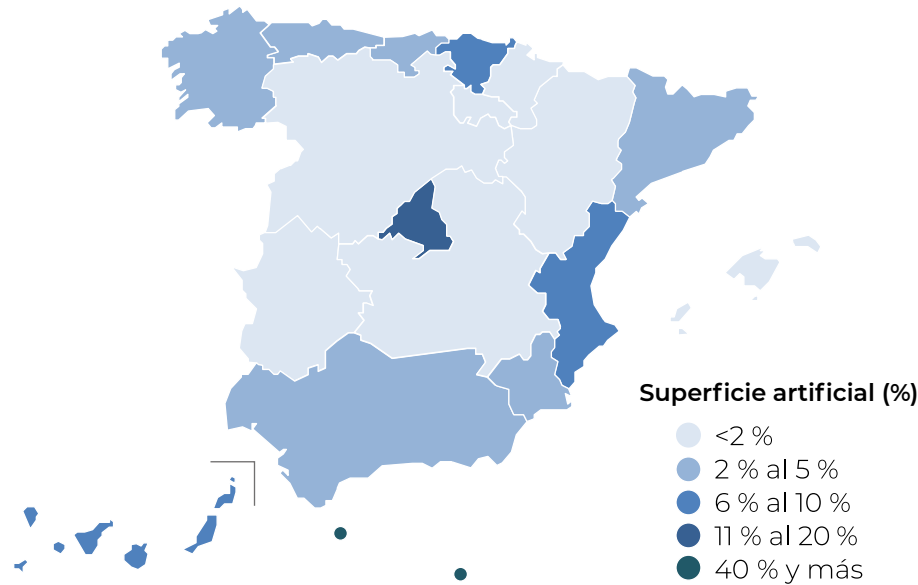 Superficie artificial (%)
<2 %
2 % al 5 %
6 % al 10 %
11 % al 20 %
40 % y más